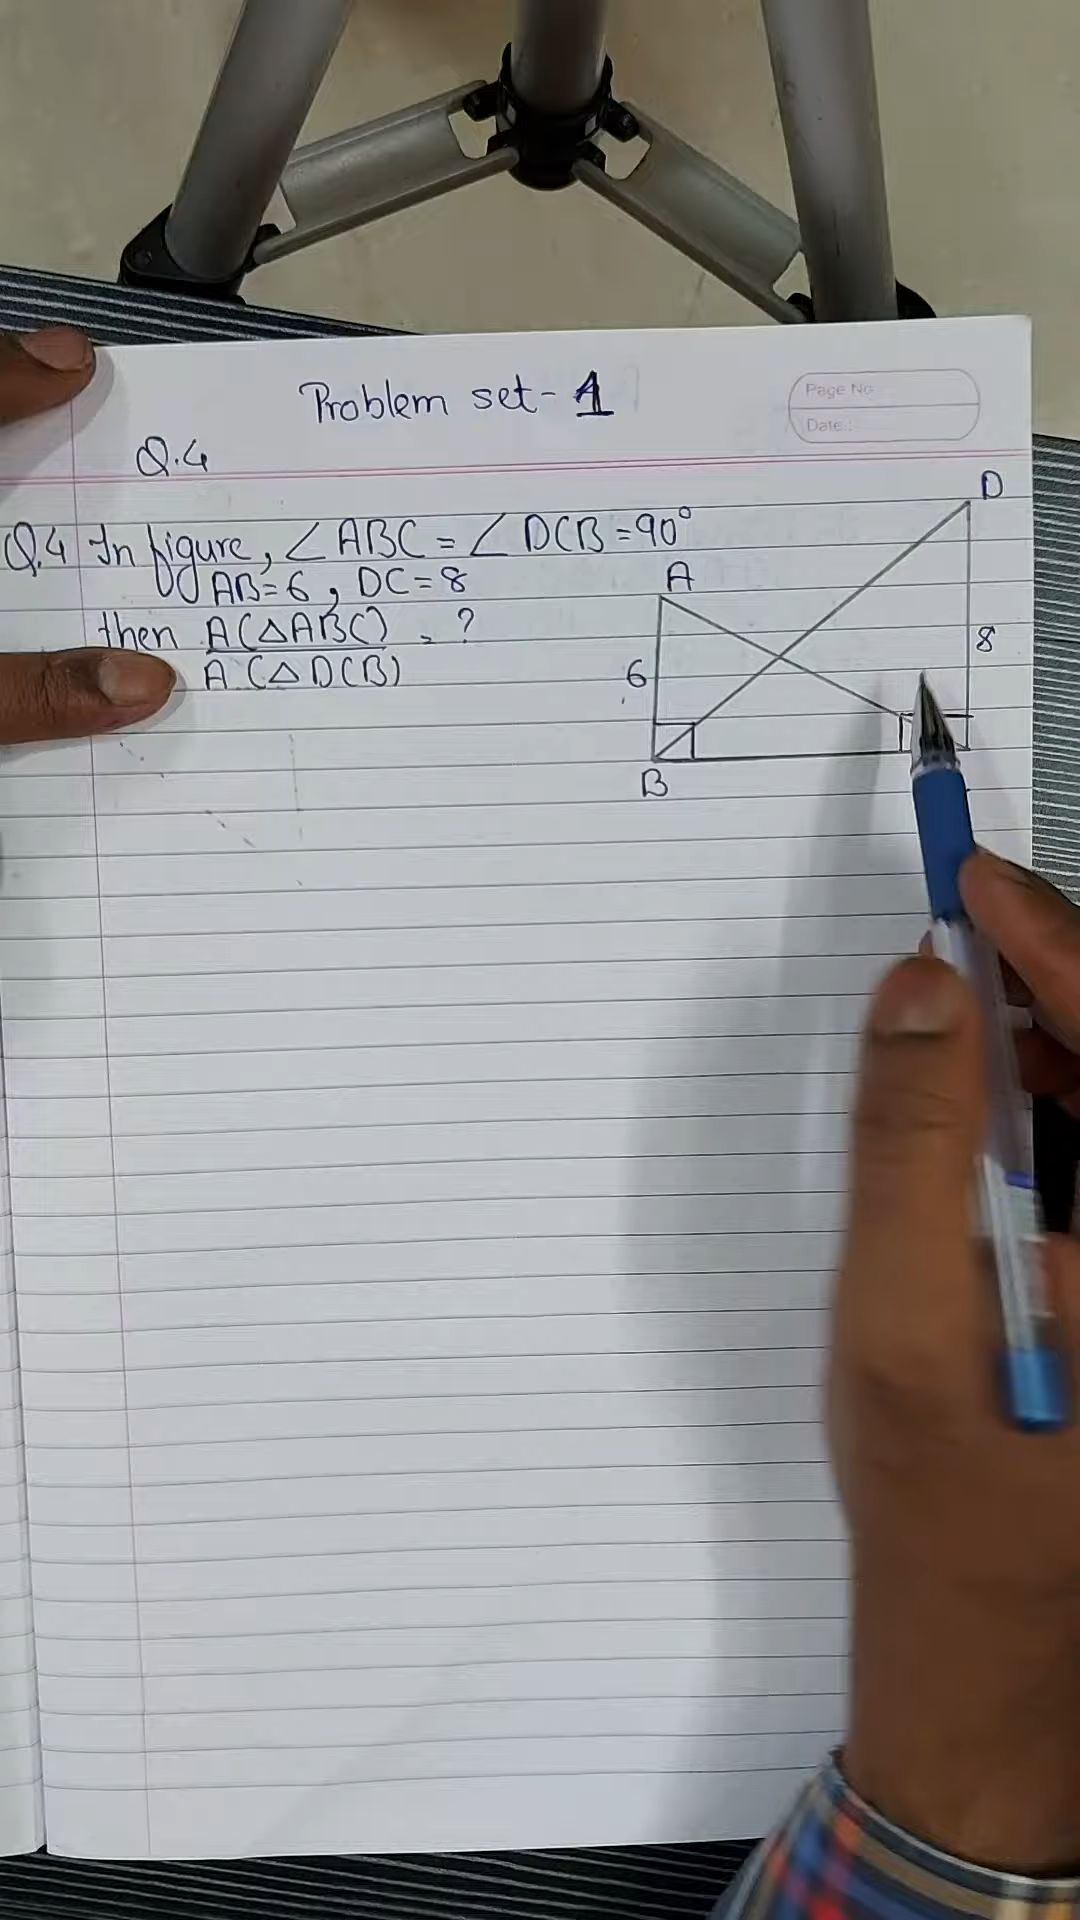 Problem set-1
Page No
Date :
Q.4
Q.4 In figure, ∠ABC = ∠DCB = 90°
AB=6, DC=8
then A(△ABC) = ?
A(△DCB)
D
A
8
6
B